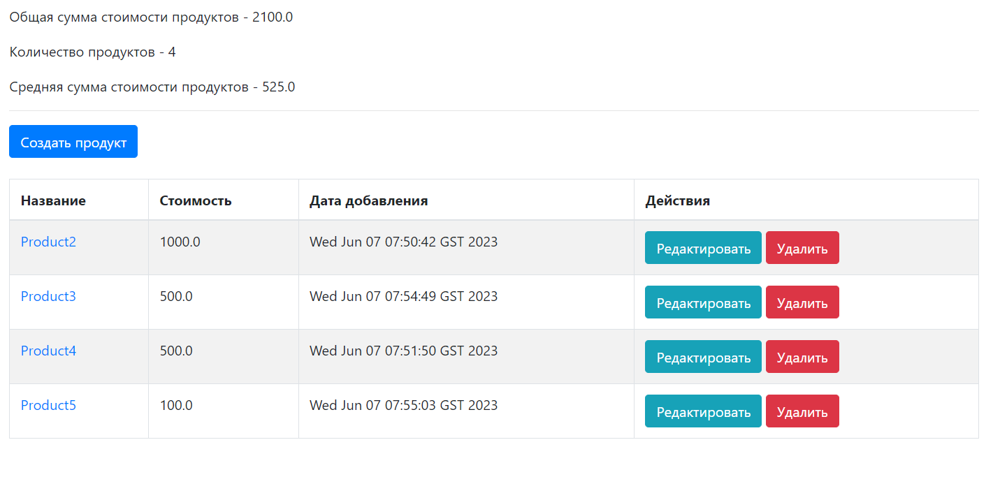 Общая сумма стоимости продуктов - 2100.0
Количество продуктов - 4
Средняя сумма стоимости продуктов - 525.0
Создать продукт
Название Стоимость Дата добавления Действия
Product2 1000.0 Wed Jun 07 07:50:42 GST 2023 Редактировать Удалить
Product3 500.0 Wed Jun 07 07:54:49 GST 2023 Редактировать Удалить
Product4 500.0 Wed Jun 07 07:51:50 GST 2023 Редактировать Удалить
Product5 100.0 Wed Jun 07 07:55:03 GST 2023 Редактировать Удалить